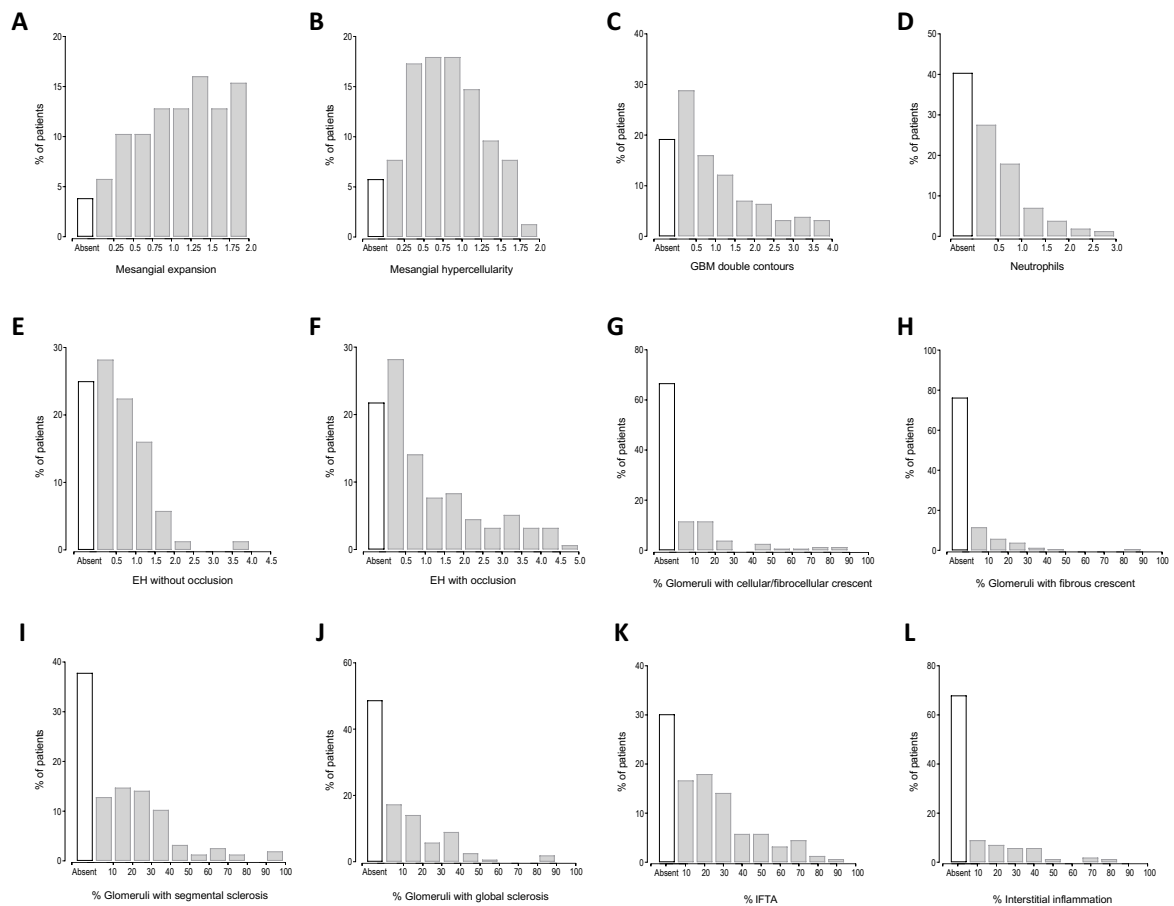 A
B
C
D
20
15
10
5
0
% of patients
Absent 0.25 0.5 0.75 1.0 1.25 1.5 1.75 2.0
Mesangial expansion
20
15
10
5
0
% of patients
Absent 0.25 0.5 0.75 1.0 1.25 1.5 1.75 2.0
Mesangial hypercellularity
40
30
20
10
0
% of patients
Absent 0.5 1.0 1.5 2.0 2.5 3.0 3.5 4.0
GBM double contours
50
40
30
20
10
0
% of patients
Absent 0.5 1.0 1.5 2.0 2.5 3.0
Neutrophils
E
F
G
H
30
20
10
0
% of patients
Absent 0.5 1.0 1.5 2.0 2.5 3.0 3.5 4.0 4.5
EH without occlusion
30
20
10
0
% of patients
Absent 0.5 1.0 1.5 2.0 2.5 3.0 3.5 4.0 4.5 5.0
EH with occlusion
80
60
40
20
0
% of patients
Absent 10 20 30 40 50 60 70 80 90 100
% Glomeruli with cellular/fibrocellular crescent
100
80
60
40
20
0
% of patients
Absent 10 20 30 40 50 60 70 80 90 100
% Glomeruli with fibrous crescent
I
J
K
L
40
30
20
10
0
% of patients
Absent 10 20 30 40 50 60 70 80 90 100
% Glomeruli with segmental sclerosis
60
40
20
0
% of patients
Absent 10 20 30 40 50 60 70 80 90 100
% Glomeruli with global sclerosis
40
30
20
10
0
% of patients
Absent 10 20 30 40 50 60 70 80 90 100
% IFTA
80
60
40
20
0
% of patients
Absent 10 20 30 40 50 60 70 80 90 100
% Interstitial inflammation